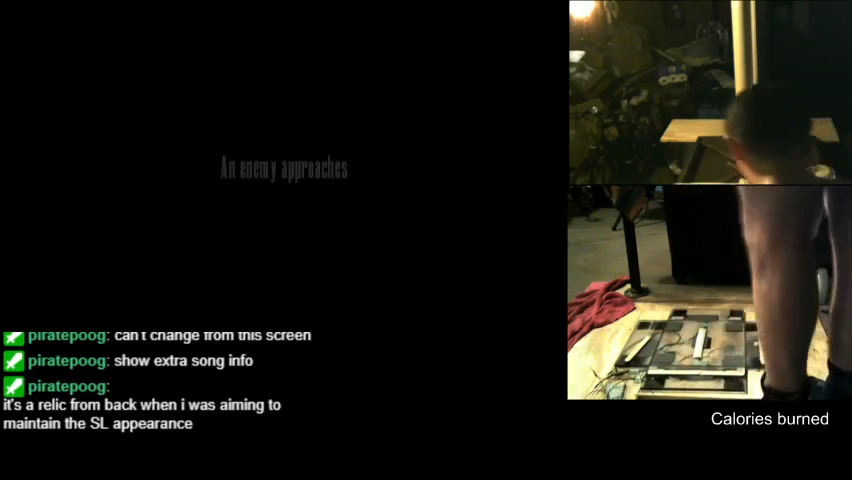 An enemy approaches
piratepoog: can't change from this screen
piratepoog: show extra song info
piratepoog:
it's a relic from back when i was aiming to
maintain the SL appearance
Calories burned